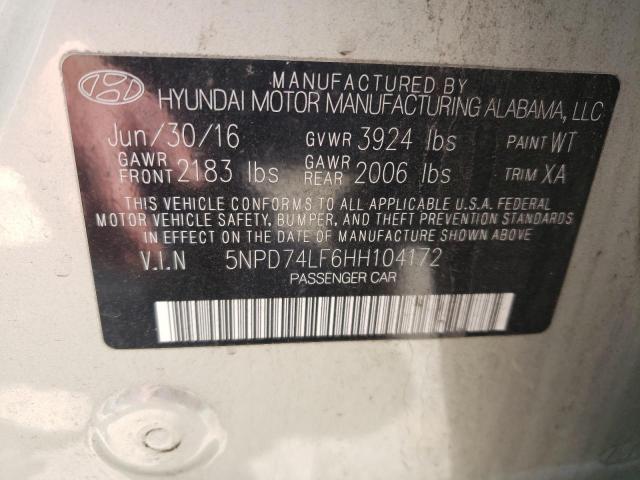 MANUFACTURED BY
HYUNDAI MOTOR MANUFACTURING ALABAMA, LLC
Jun/30/16 GVWR 3924 lbs PAINT WT
GAWR FRONT 2183 lbs GAWR REAR 2006 lbs TRIM XA
THIS VEHICLE CONFORMS TO ALL APPLICABLE U.S.A. FEDERAL
MOTOR VEHICLE SAFETY, BUMPER, AND THEFT PREVENTION STANDARDS
IN EFFECT ON THE DATE OF MANUFACTURE SHOWN ABOVE.
V.I.N 5NPD74LF6HH104172
PASSENGER CAR